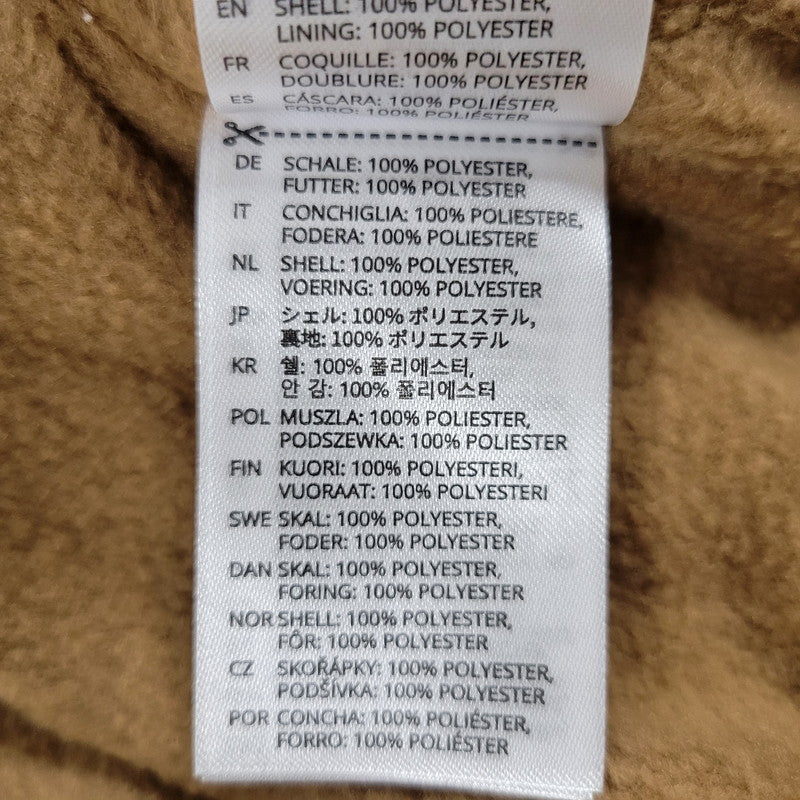 EN SHELL: 100% POLYESTER,
LINING: 100% POLYESTER
FR COQUILLE: 100% POLYESTER,
DOUBLURE: 100% POLYESTER
ES CÁSCARA: 100% POLIÉSTER,
FORRO: 100% POLIÉSTER
DE SCHALE: 100% POLYESTER,
FUTTER: 100% POLYESTER
IT CONCHIGLIA: 100% POLIESTERE,
FODERA: 100% POLIESTERE
NL SHELL: 100% POLYESTER,
VOERING: 100% POLYESTER
JP シェル: 100% ポリエステル,
裏地: 100% ポリエステル
KR 쉘: 100% 폴리에스터,
안 감: 100% 폴리에스터
POL MUSZLA: 100% POLIESTER,
PODSZEWKA: 100% POLIESTER
FIN KUORI: 100% POLYESTERI,
VUORAAT: 100% POLYESTERI
SWE SKAL: 100% POLYESTER,
FODER: 100% POLYESTER
DAN SKAL: 100% POLYESTER,
FORING: 100% POLYESTER
NOR SHELL: 100% POLYESTER,
FÔR: 100% POLYESTER
CZ SKOŘÁPKY: 100% POLYESTER,
PODŠÍVKA: 100% POLYESTER
POR CONCHA: 100% POLIÉSTER,
FORRO: 100% POLIÉSTER